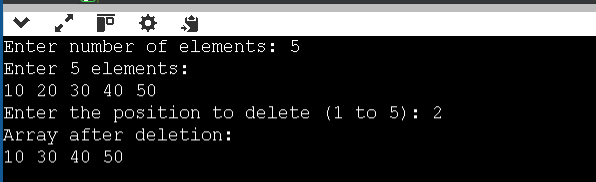 Enter number of elements: 5
Enter 5 elements:
10 20 30 40 50
Enter the position to delete (1 to 5): 2
Array after deletion:
10 30 40 50